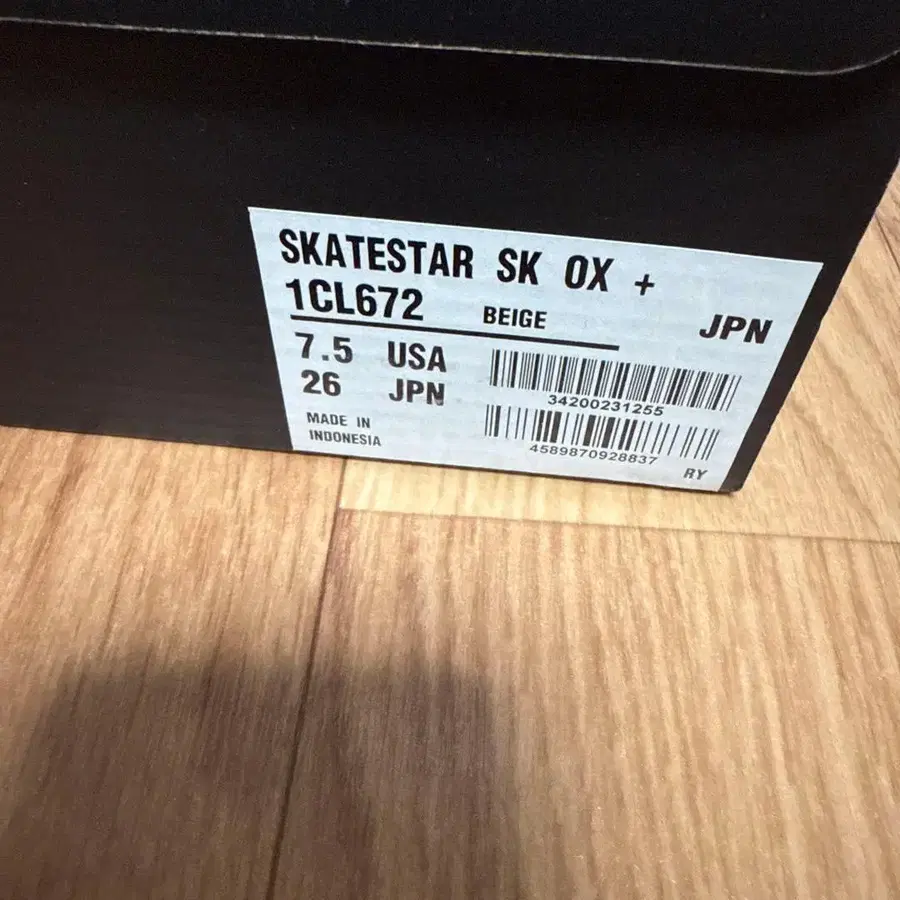 SKATESTAR SK OX +
1CL672 BEIGE JPN
7.5 USA
26 JPN
34200231255
MADE IN
INDONESIA
4589870928837
RY